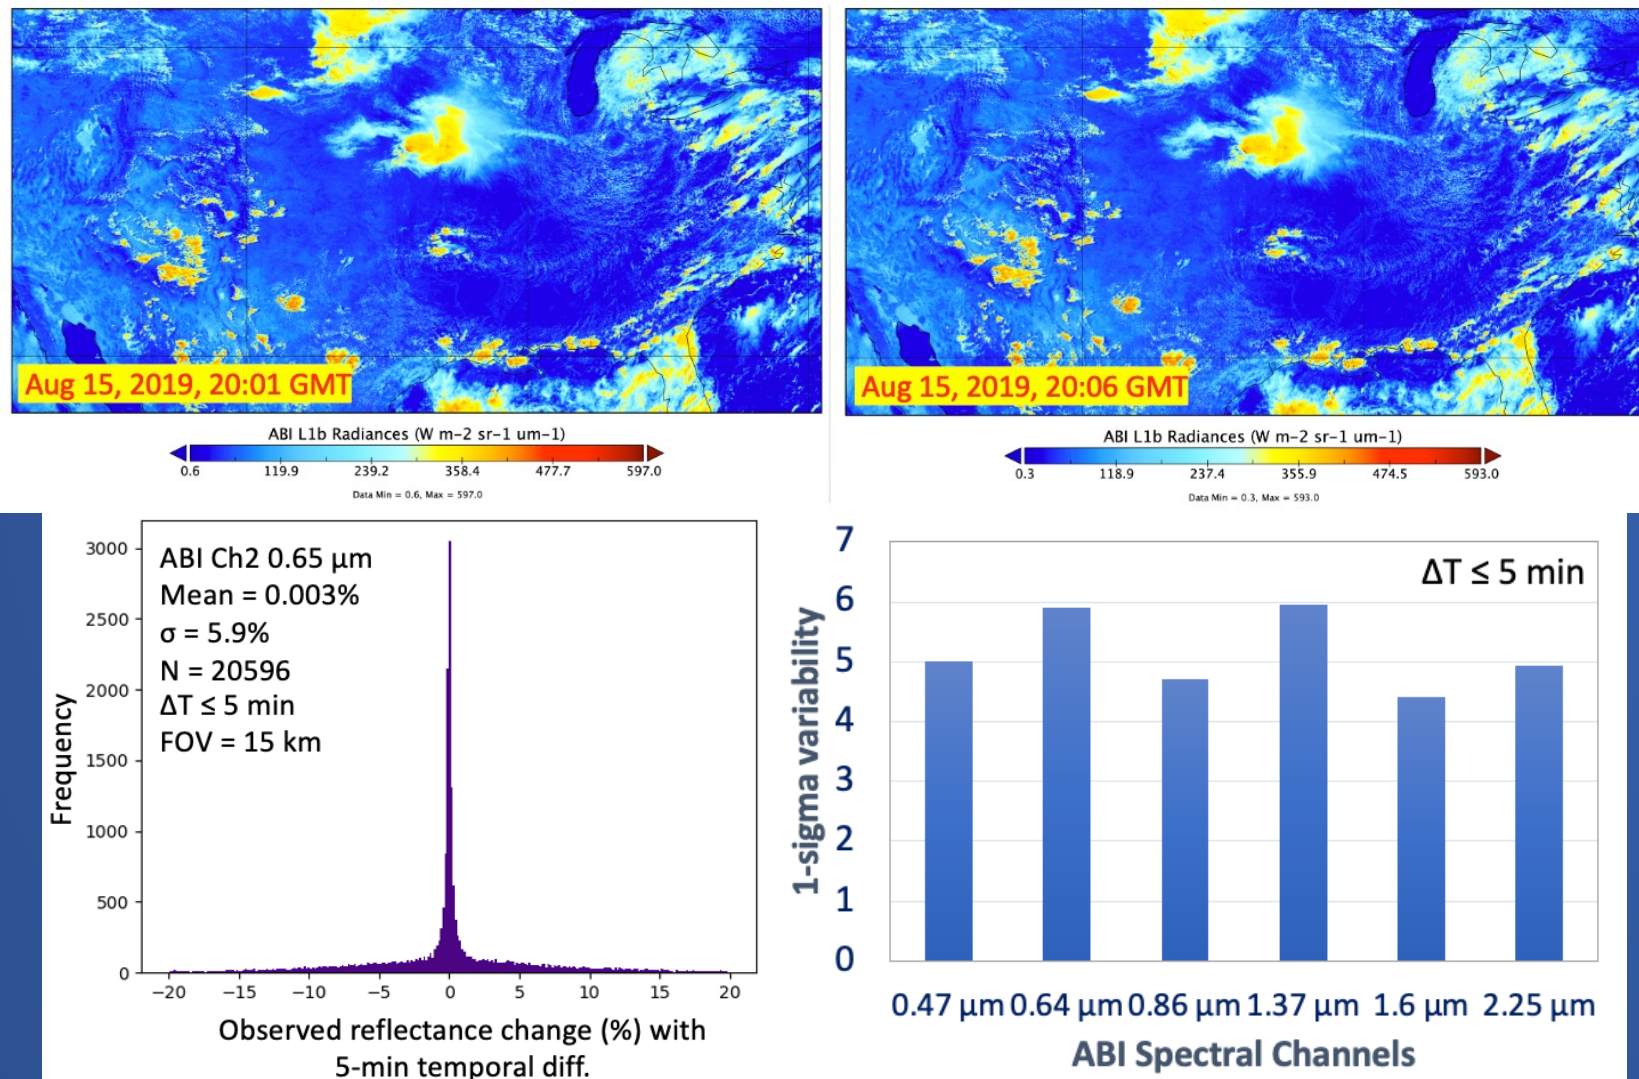 Aug 15, 2019, 20:01 GMT
ABI L1b Radiances (W m-2 sr-1 um-1)
0.6 119.9 239.2 358.4 477.7 597.0
Data Min = 0.6, Max = 597.0
Aug 15, 2019, 20:06 GMT
ABI L1b Radiances (W m-2 sr-1 um-1)
0.3 118.9 237.4 355.9 474.5 593.0
Data Min = 0.3, Max = 593.0
ABI Ch2 0.65 µm
Mean = 0.003%
σ = 5.9%
N = 20596
ΔT ≤ 5 min
FOV = 15 km
Frequency
3000
2500
2000
1500
1000
500
0
−20 −15 −10 −5 0 5 10 15 20
Observed reflectance change (%) with
5-min temporal diff.
ΔT ≤ 5 min
1-sigma variability
7
6
5
4
3
2
1
0
0.47 µm 0.64 µm 0.86 µm 1.37 µm 1.6 µm 2.25 µm
ABI Spectral Channels